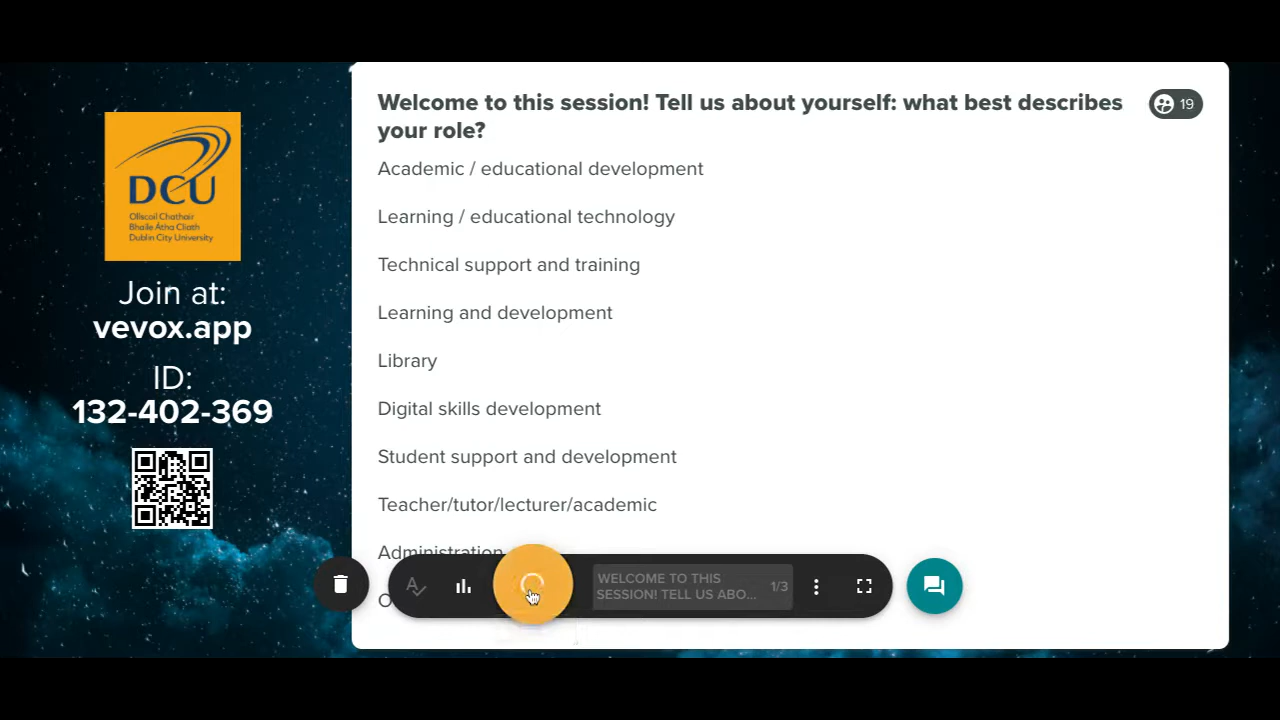 DCU
Ollscoil Chathair
Bhaile Átha Cliath
Dublin City University
Join at:
vevox.app
ID:
132-402-369
Welcome to this session! Tell us about yourself: what best describes
your role?
19
Academic / educational development
Learning / educational technology
Technical support and training
Learning and development
Library
Digital skills development
Student support and development
Teacher/tutor/lecturer/academic
Administration
WELCOME TO THIS
SESSION! TELL US ABO...
1/3